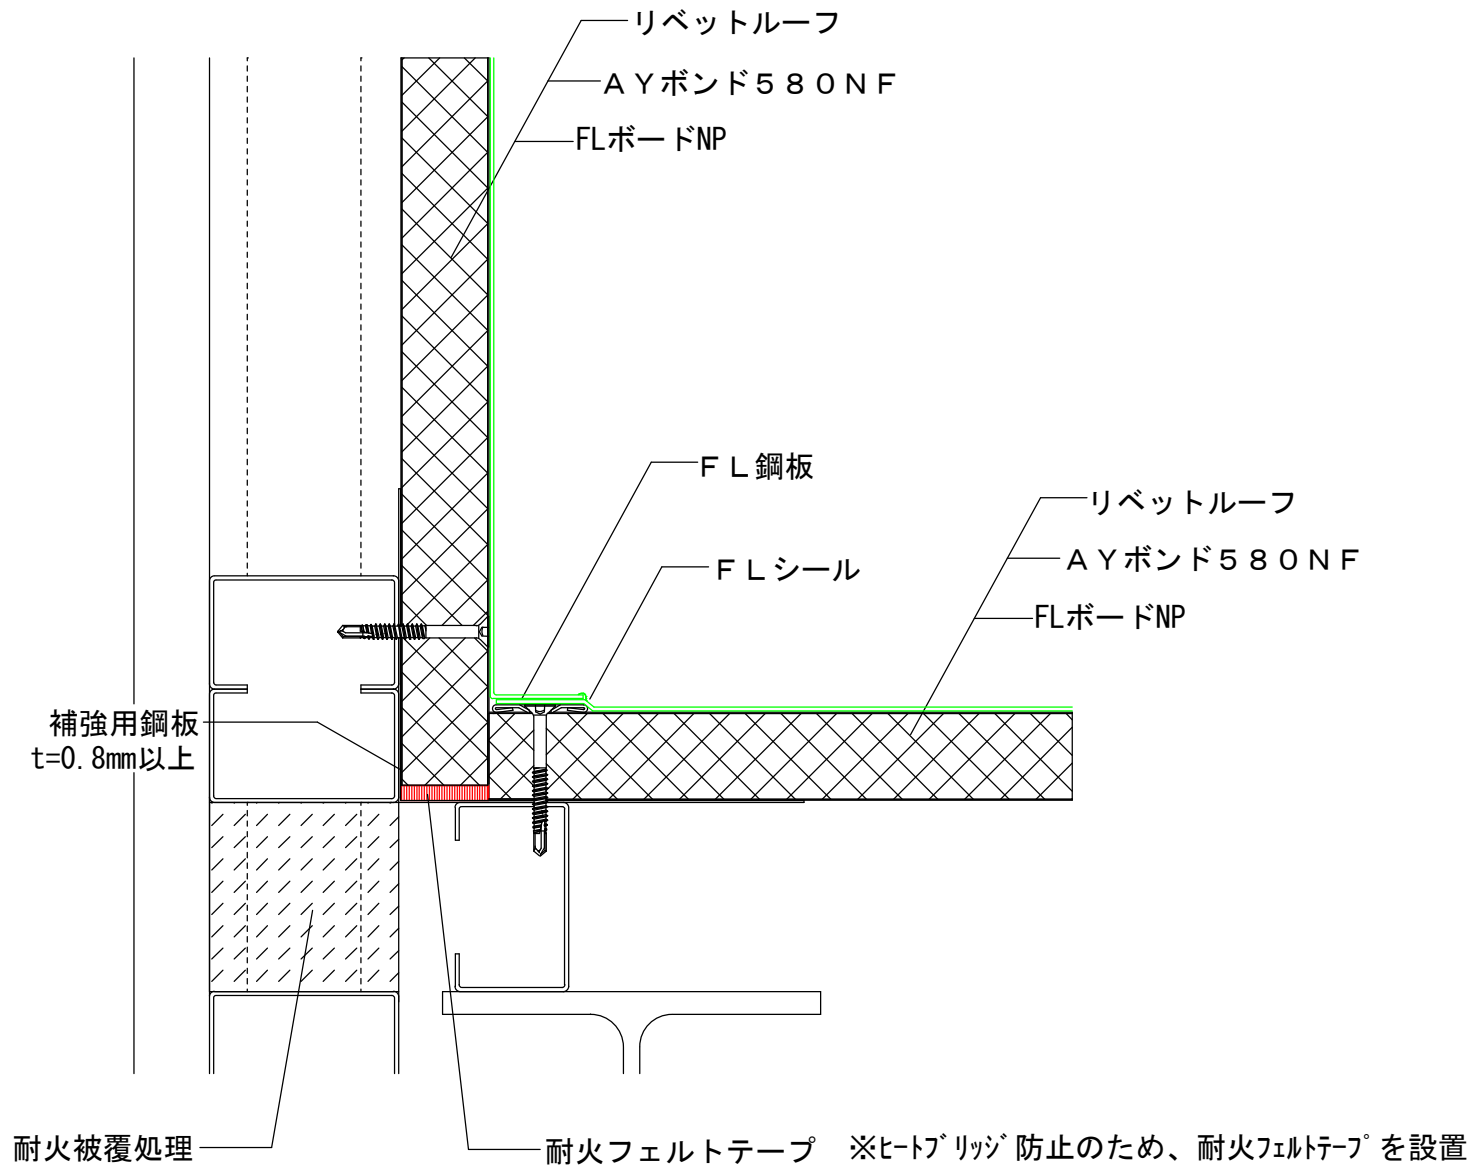 リベットルーフ
ＡＹボンド５８０ＮＦ
FLボードNP
ＦＬ鋼板
ＦＬシール
リベットルーフ
ＡＹボンド５８０ＮＦ
FLボードNP
補強用鋼板
t=0.8mm以上
耐火被覆処理
耐火フェルトテープ
※ﾋｰﾄﾌﾞﾘｯｼﾞ防止のため、耐火ﾌｪﾙﾄﾃｰﾌﾟを設置